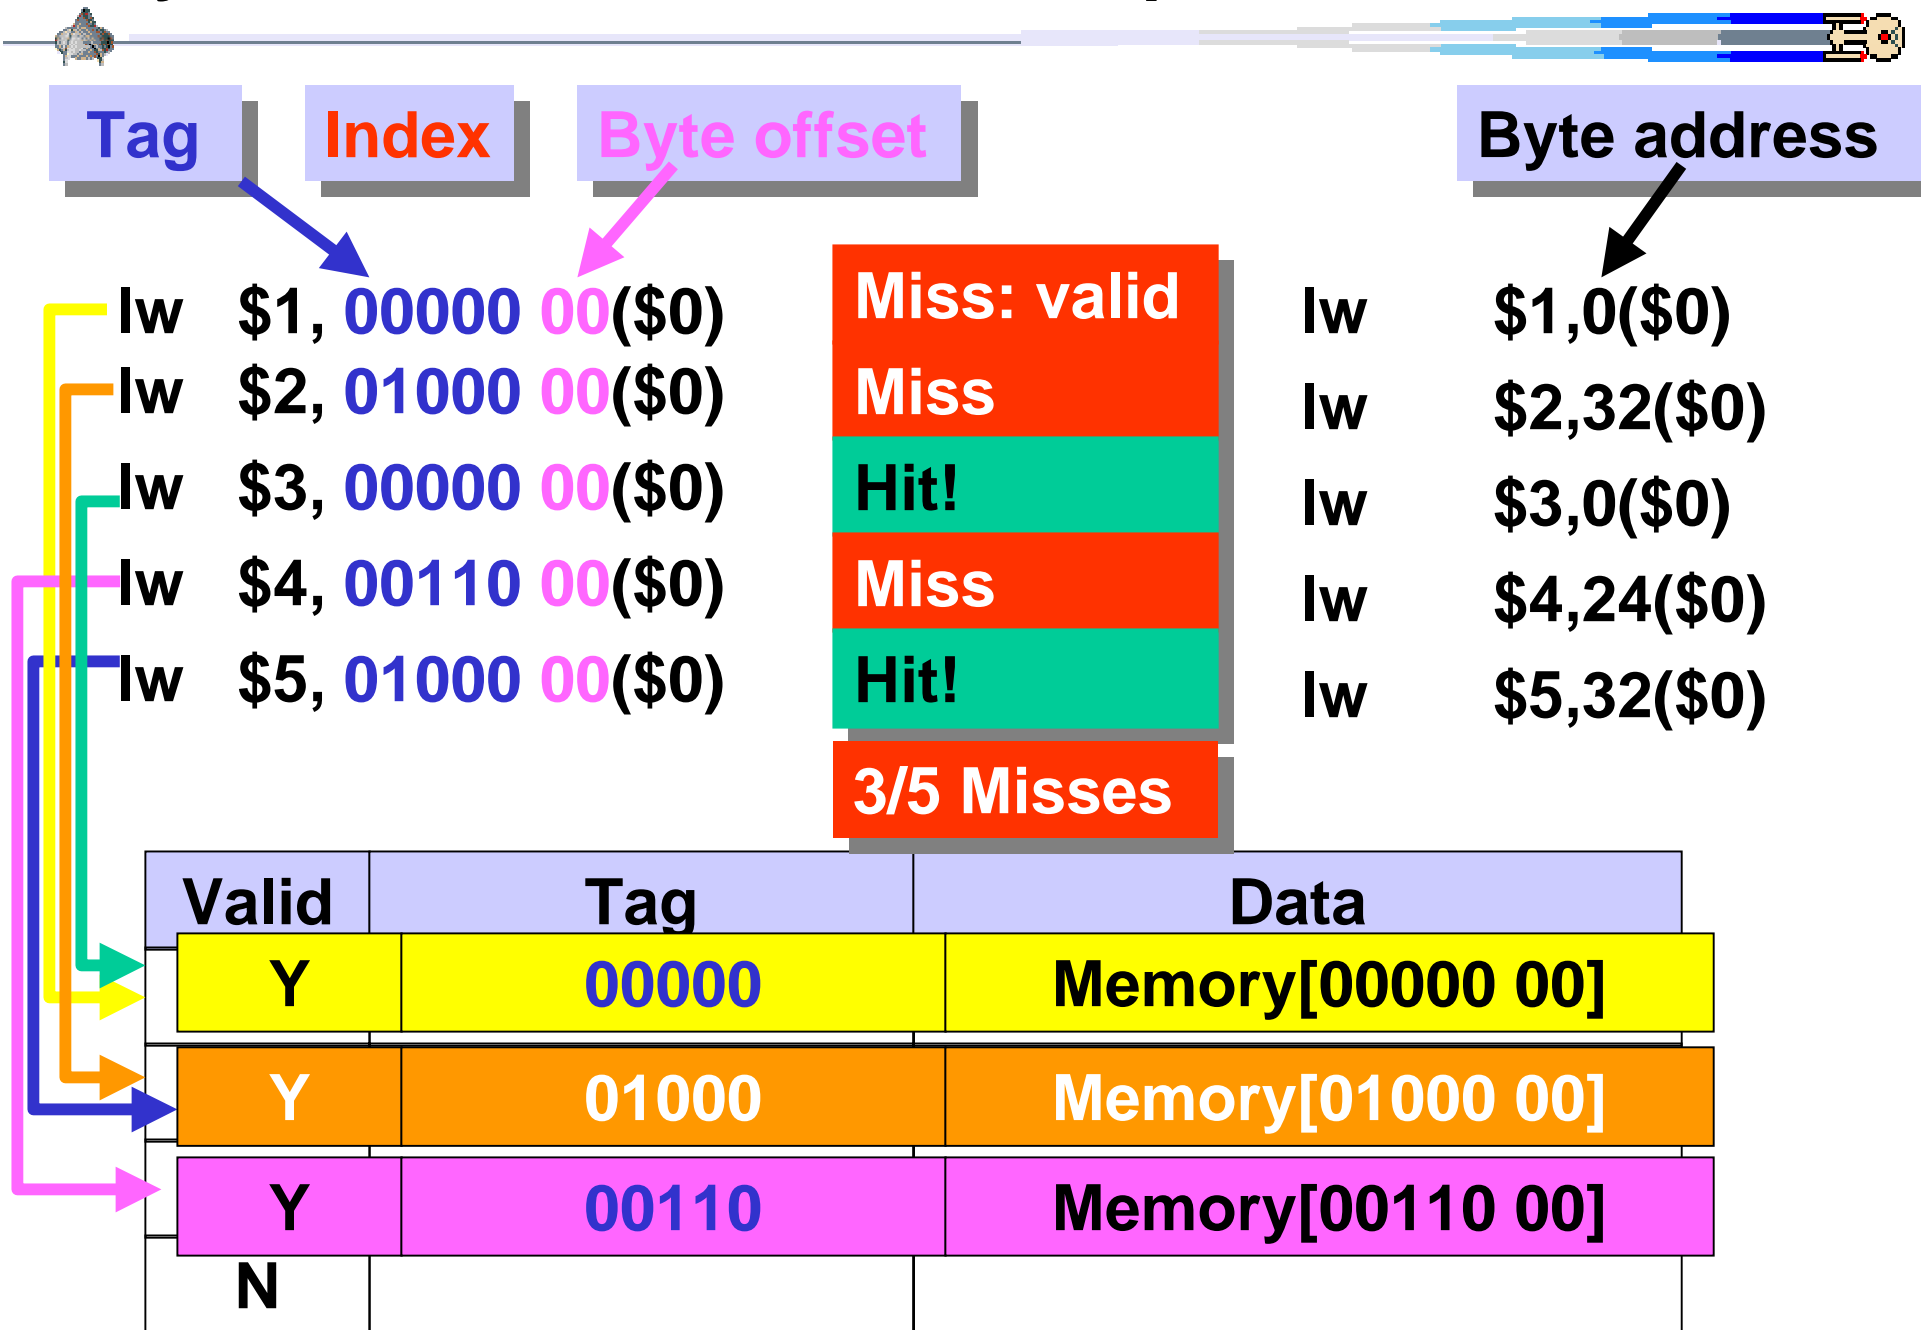 Tag Index Byte offset Byte address
lw $1, 00000 00($0) Miss: valid lw $1,0($0)
lw $2, 01000 00($0) Miss lw $2,32($0)
lw $3, 00000 00($0) Hit! lw $3,0($0)
lw $4, 00110 00($0) Miss lw $4,24($0)
lw $5, 01000 00($0) Hit! lw $5,32($0)
3/5 Misses
Valid Tag Data
Y 00000 Memory[00000 00]
Y 01000 Memory[01000 00]
Y 00110 Memory[00110 00]
N